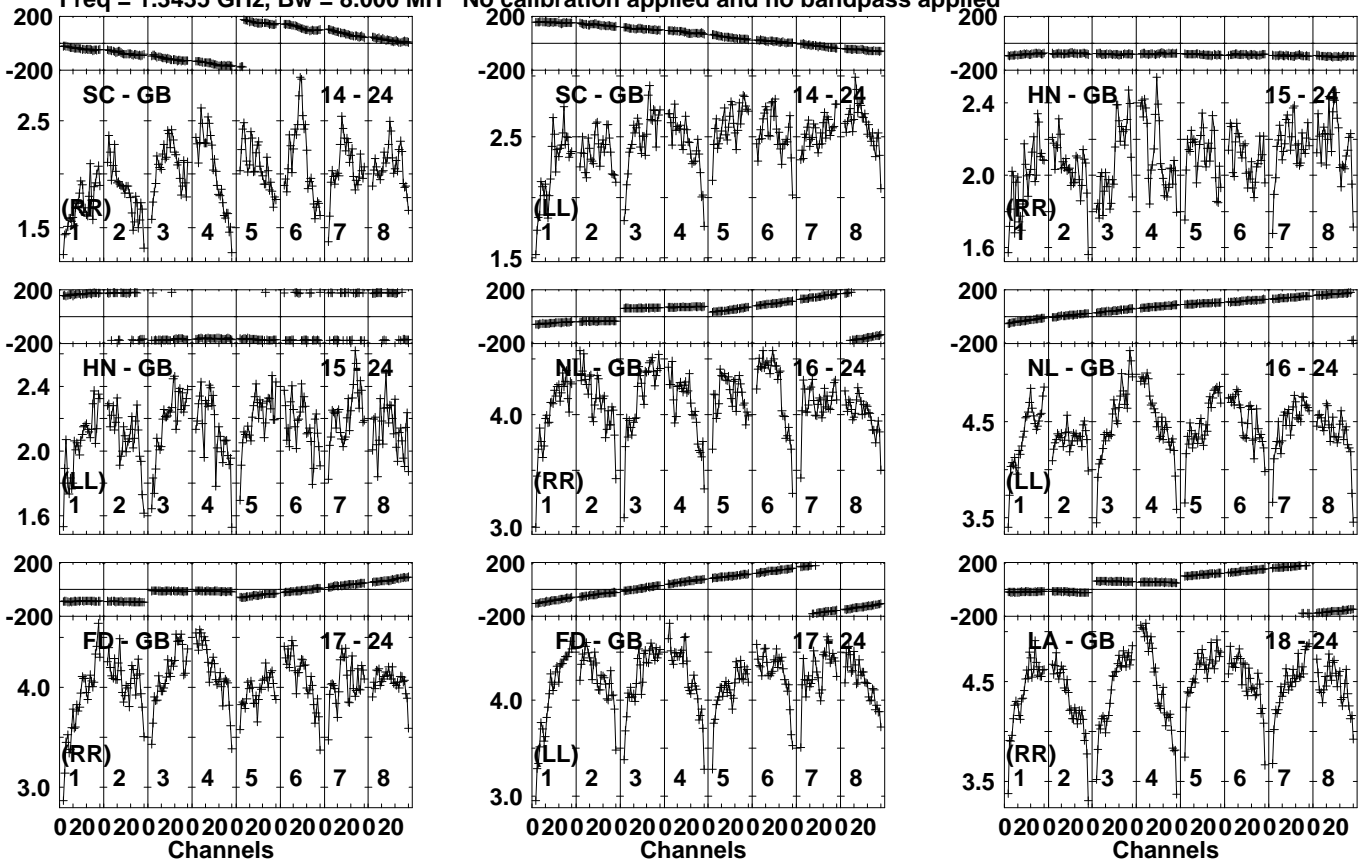 Freq = 1.3435 GHz, Bw = 8.000 MH No calibration applied and no bandpass applied
200 200 200
-200 -200 -200
SC - GB 14 - 24 SC - GB 14 - 24 HN - GB 15 - 24
2.5 2.5 2.4
2.0
(RR) (LL) (RR)
1 2 3 4 5 6 7 8 1 2 3 4 5 6 7 8 1 2 3 4 5 6 7 8
1.5 1.5 1.6
200 200 200
-200 -200 -200
HN - GB 15 - 24 NL - GB 16 - 24 NL - GB 16 - 24
2.4 4.0 4.5
2.0
(LL) (RR) (LL)
1 2 3 4 5 6 7 8 1 2 3 4 5 6 7 8 1 2 3 4 5 6 7 8
1.6 3.0 3.5
200 200 200
-200 -200 -200
FD - GB 17 - 24 FD - GB 17 - 24 LA - GB 18 - 24
4.0 4.0 4.5
(RR) (LL) (RR)
1 2 3 4 5 6 7 8 1 2 3 4 5 6 7 8 1 2 3 4 5 6 7 8
3.0 3.0 3.5
0 20 0 20 0 20 0 20 0 20 0 20 0 20 0 20 0 20 0 20 0 20 0 20 0 20 0 20 0 20 0 20 0 20 0 20 0 20 0 20 0 20 0 20 0 20 0 20
Channels Channels Channels